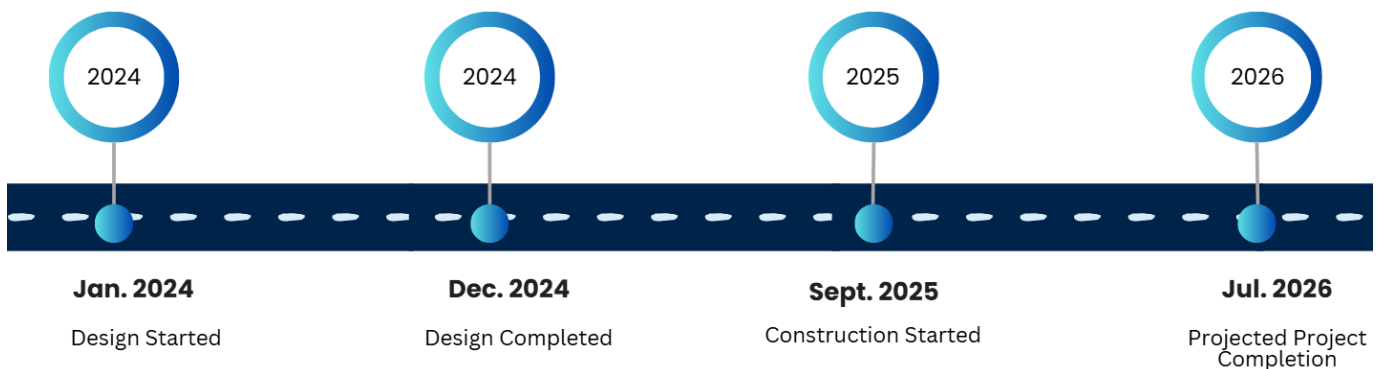 2024
2024
2025
2026
Jan. 2024
Dec. 2024
Sept. 2025
Jul. 2026
Design Started
Design Completed
Construction Started
Projected Project
Completion